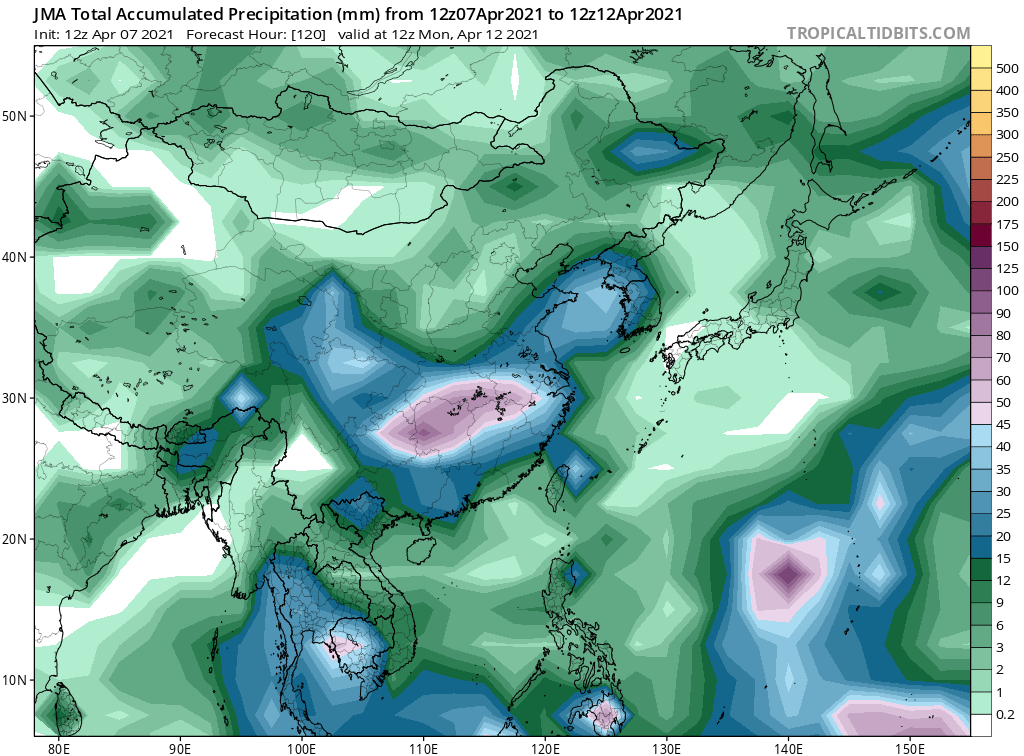 JMA Total Accumulated Precipitation (mm) from 12z07Apr2021 to 12z12Apr2021
Init: 12z Apr 07 2021 Forecast Hour: [120] valid at 12z Mon, Apr 12 2021
TROPICALTIDBITS.COM
50N
40N
30N
20N
10N
80E
90E
100E
110E
120E
130E
140E
150E
500
400
350
300
250
225
200
175
150
125
100
90
80
70
60
50
45
40
35
30
25
20
15
12
9
6
3
2
1
0.2